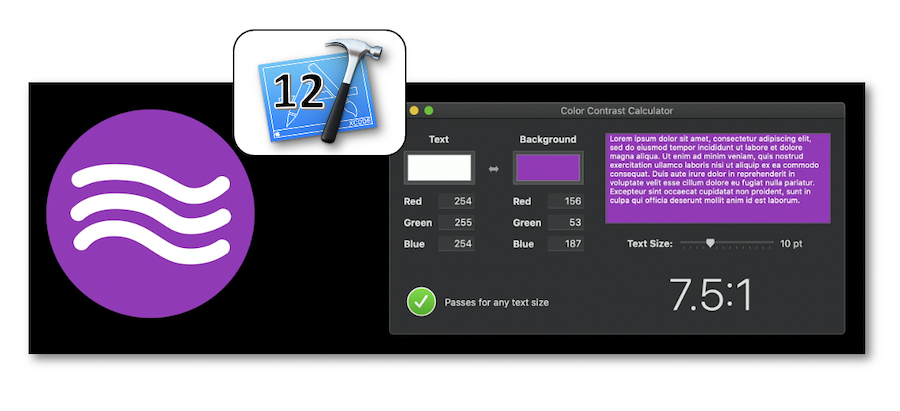 12
XCODE
Color Contrast Calculator
Text
Background
Red 254
Green 255
Blue 254
Red 156
Green 53
Blue 187
Lorem ipsum dolor sit amet, consectetur adipiscing elit,
sed do eiusmod tempor incididunt ut labore et dolore
magna aliqua. Ut enim ad minim veniam, quis nostrud
exercitation ullamco laboris nisi ut aliquip ex ea commodo
consequat. Duis aute irure dolor in reprehenderit in
voluptate velit esse cillum dolore eu fugiat nulla pariatur.
Excepteur sint occaecat cupidatat non proident, sunt in
culpa qui officia deserunt mollit anim id est laborum.
Text Size: 10 pt
Passes for any text size
7.5:1